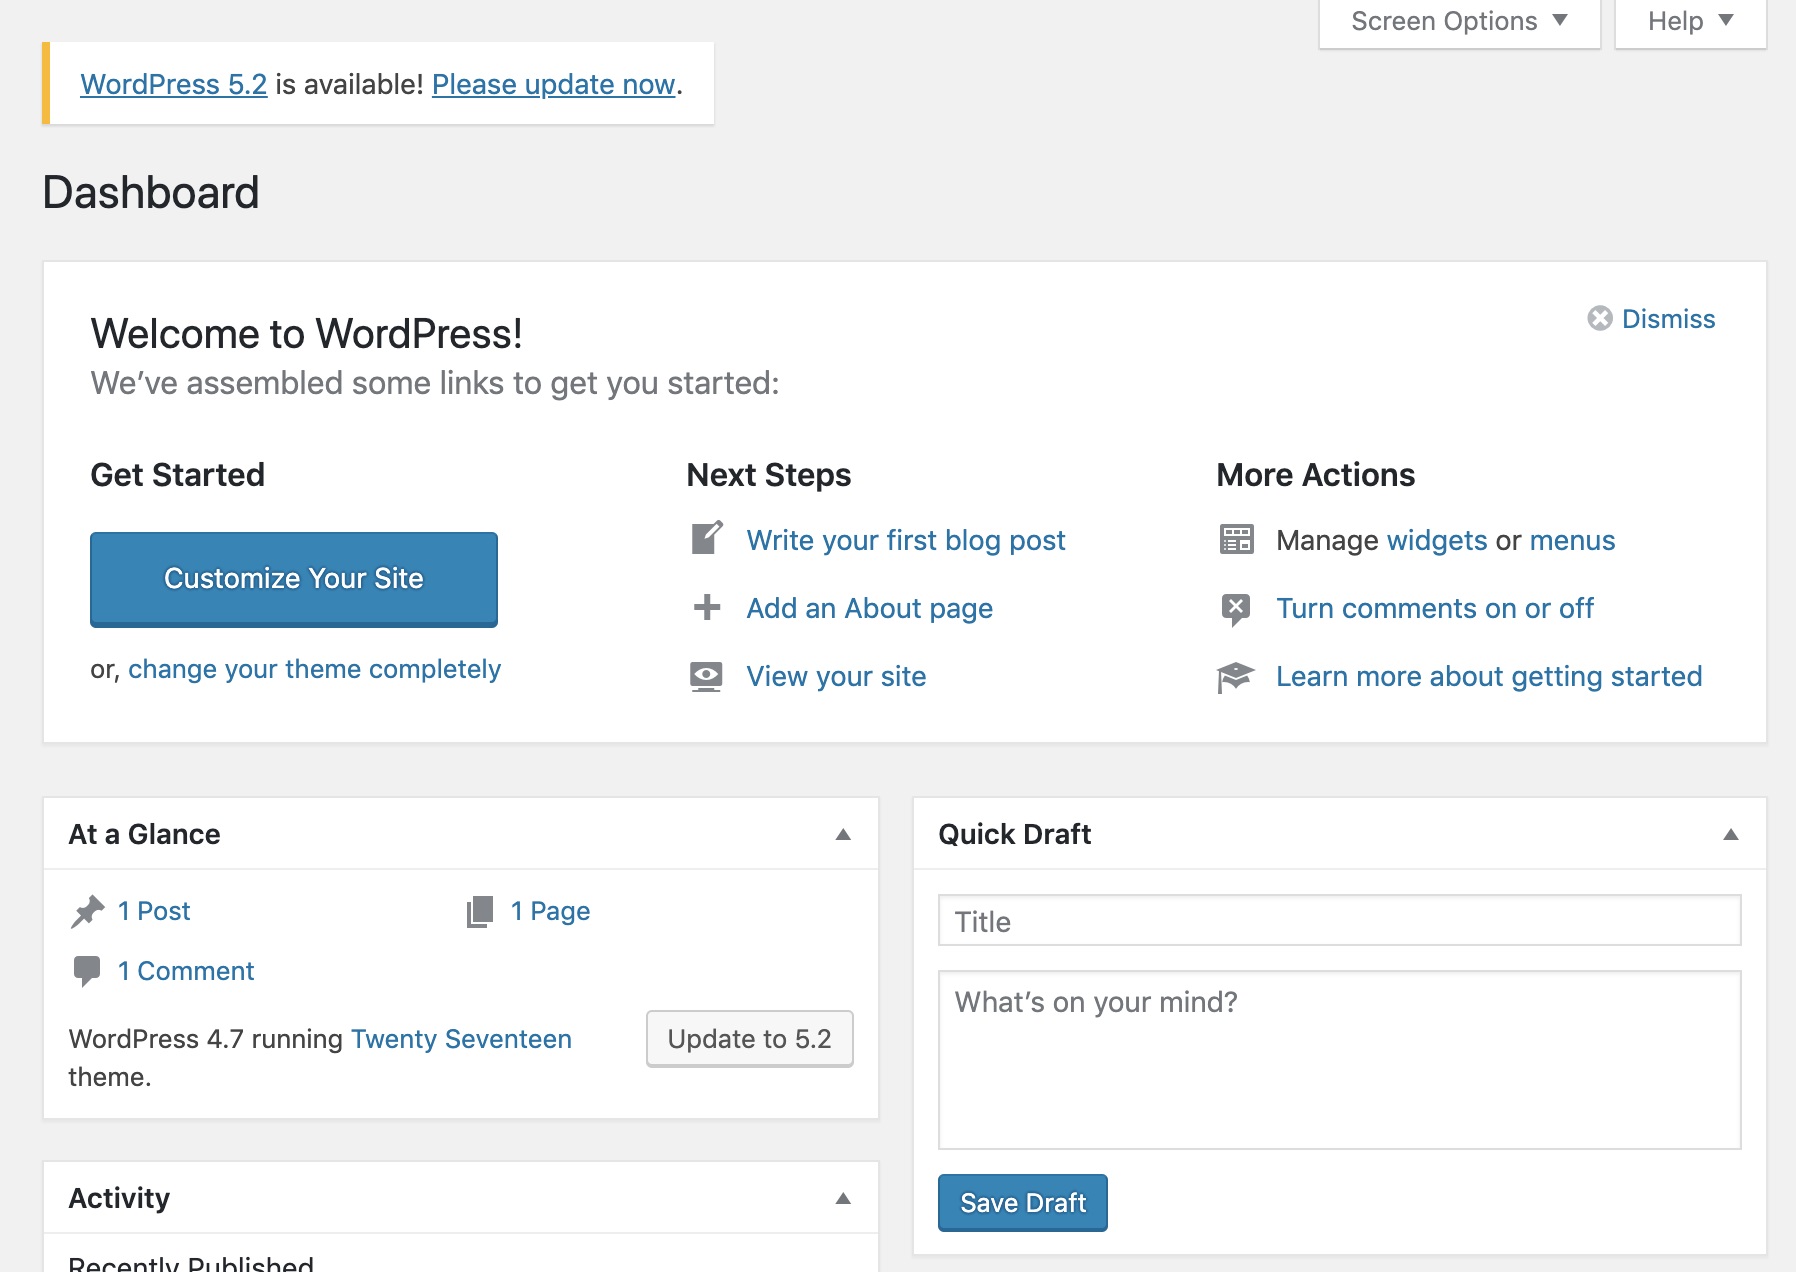 Screen Options
Help
WordPress 5.2 is available! Please update now.
Dashboard
Welcome to WordPress!
Dismiss
We’ve assembled some links to get you started:
Get Started
Customize Your Site
or, change your theme completely
Next Steps
Write your first blog post
Add an About page
View your site
More Actions
Manage widgets or menus
Turn comments on or off
Learn more about getting started
At a Glance
1 Post
1 Page
1 Comment
WordPress 4.7 running Twenty Seventeen
theme.
Update to 5.2
Activity
Recently Published
Quick Draft
Title
What’s on your mind?
Save Draft